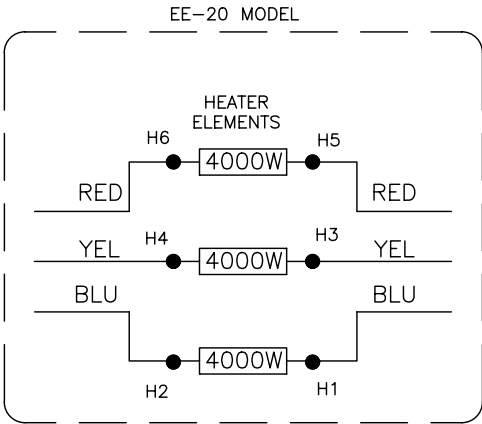 EE-20 MODEL
HEATER
ELEMENTS
H6
H5
4000W
RED
RED
H4
H3
YEL
4000W
YEL
BLU
BLU
4000W
H2
H1